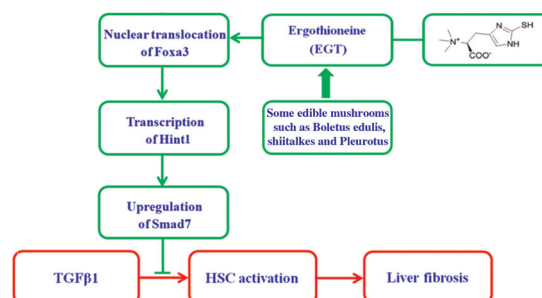 Nuclear translocation
of Foxa3
Ergothioneine
(EGT)
SH
N
NH
N+
COO-
Transcription
of Hint1
Some edible mushrooms
such as Boletus edulis,
shiitalkes and Pleurotus
Upregulation
of Smad7
TGFβ1
HSC activation
Liver fibrosis